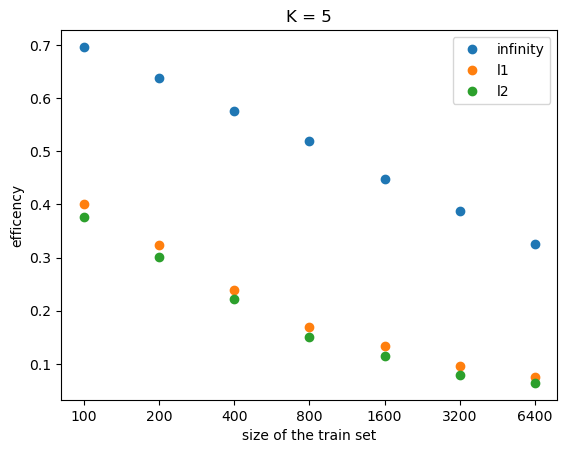 K = 5
infinity
l1
l2
efficency
0.7
0.6
0.5
0.4
0.3
0.2
0.1
100 200 400 800 1600 3200 6400
size of the train set